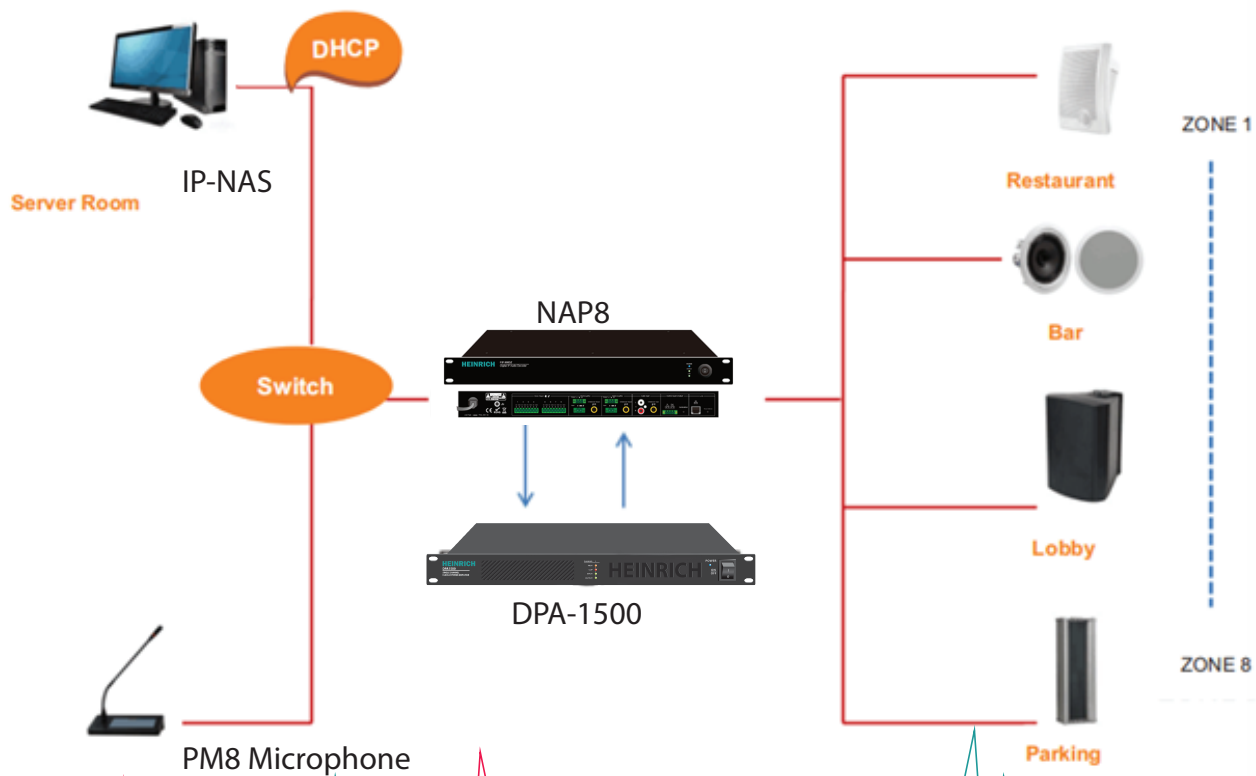 DHCP
IP-NAS
Server Room
ZONE 1
Restaurant
Bar
NAP8
HEINRICH
Switch
HEINRICH
HEINRICH
DPA-1500
Lobby
ZONE 8
PM8 Microphone
Parking